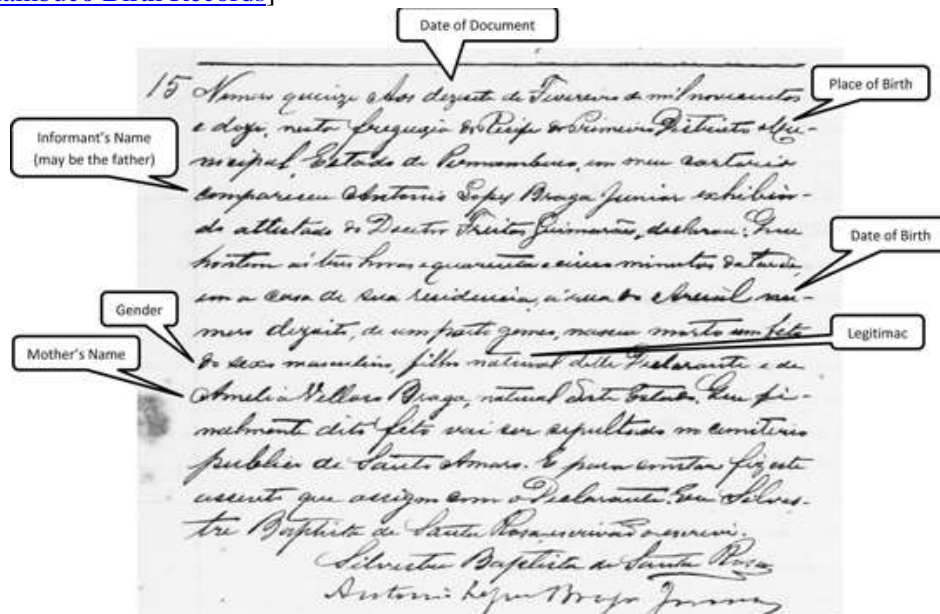 ambuco Birth Records]
Date of Document
Place of Birth
Informant's Name
(may be the father)
Date of Birth
Gender
Legitimac
Mother's Name
15 Numero quinze Aos dezoito de Fevereiro de mil novecentos
e doze, nesta freguezia do Recife do Primeiro Districto Mu-
nicipal, Estado de Pernambuco, em meu cartorio
compareceu Antonio Lopes Braga Junior exhibin-
do attestado do Doutor Freitas Guimarães, declarou: Que
hontem ás tres horas e quarenta e cinco minutos da tarde,
em a casa de sua residencia, á rua do Areial nu-
mero dezoito, de um parto gemeo, nasceu morto um feto
do sexo masculino, filho natural delle Declarante e de
Amelia Vellozo Braga, natural deste Estado. Que fi-
nalmente dito feto vai ser sepultado no cemiterio
publico de Santo Amaro. E para constar fiz este
assento que assigno com o Declarante. Eu Silves-
tre Baptista de Santa Rosa, escrivão o escrevi.
Silvestre Baptista de Santa Rosa
Antonio Lopes Braga Junior